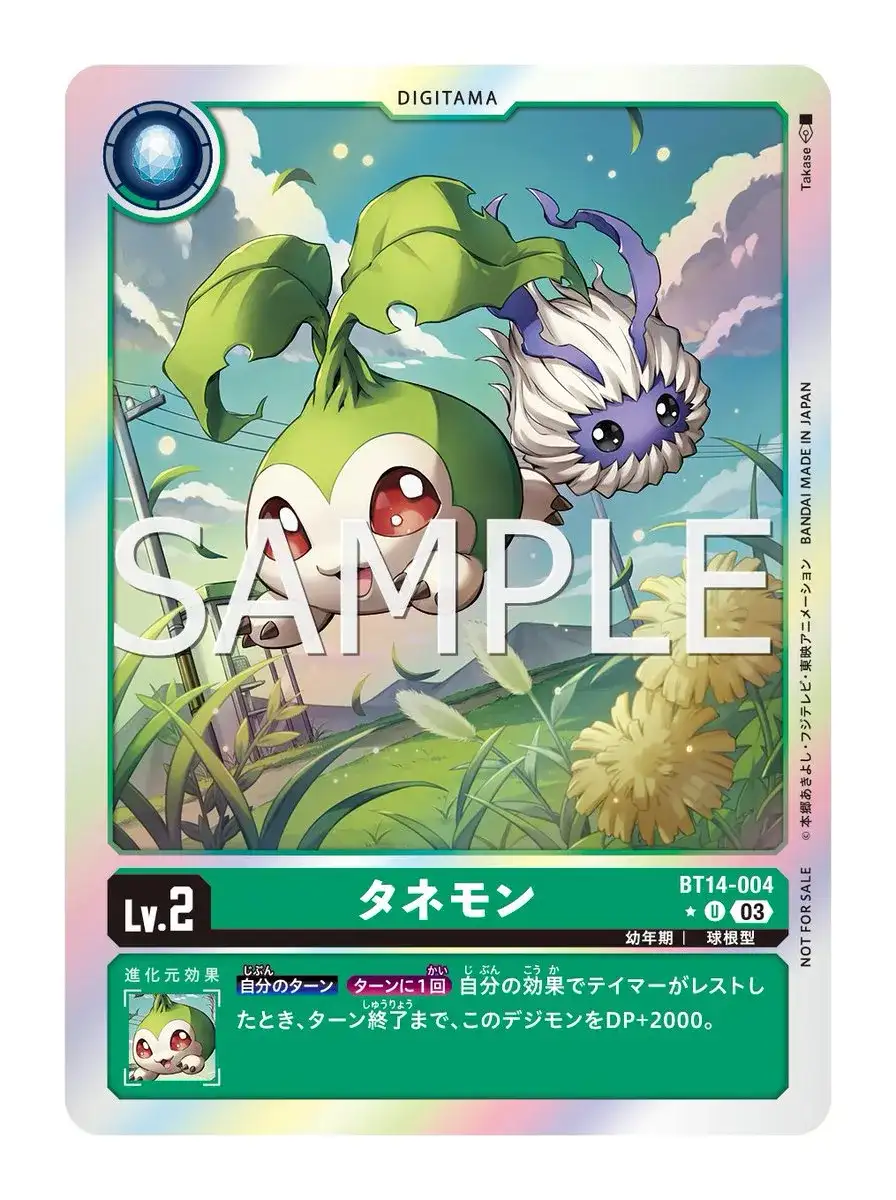 DIGITAMA
Takase
SAMPLE
© 本郷あきよし・フジテレビ・東映アニメーション BANDAI MADE IN JAPAN
NOT FOR SALE
Lv.2
タネモン
BT14-004
U 03
幼年期 | 球根型
進化元効果
じぶん かい じぶん こうか
自分のターン ターンに1回 自分の効果でテイマーがレストし
しゅうりょう
たとき、ターン終了まで、このデジモンをDP+2000。